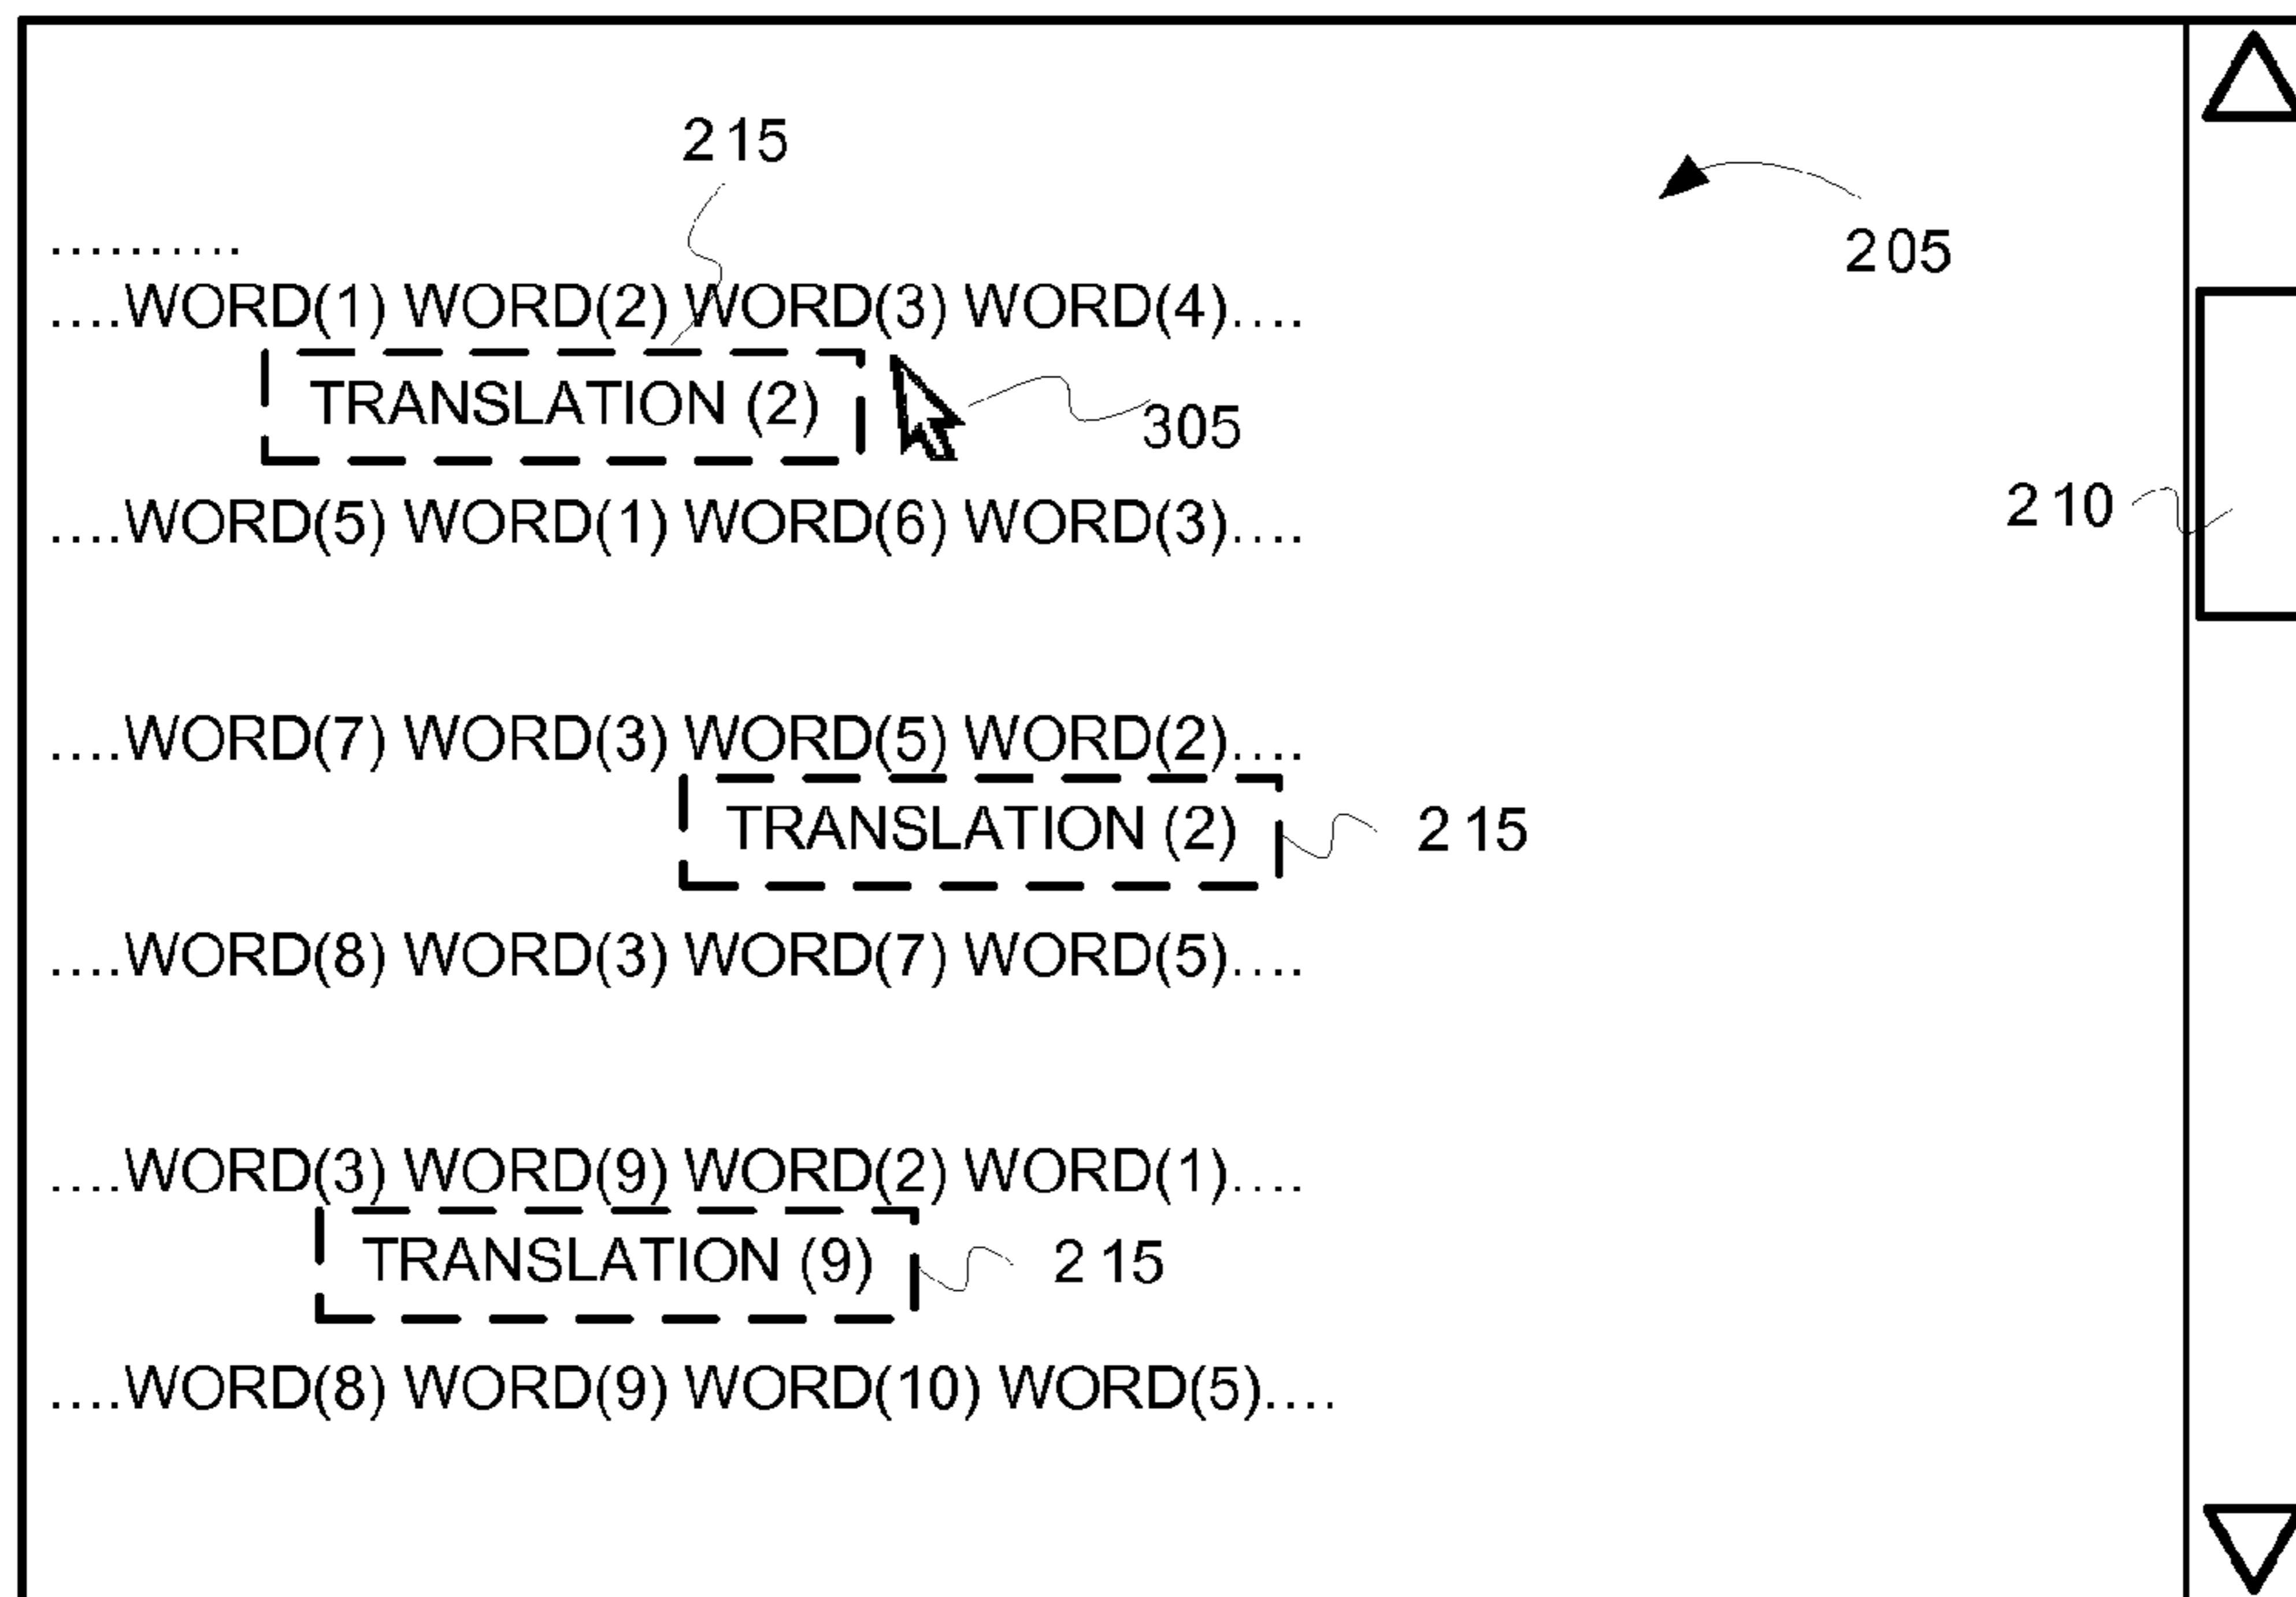 215
205
..........
....WORD(1) WORD(2) WORD(3) WORD(4)....
TRANSLATION (2)
305
....WORD(5) WORD(1) WORD(6) WORD(3)....
210
....WORD(7) WORD(3) WORD(5) WORD(2)....
TRANSLATION (2)
215
....WORD(8) WORD(3) WORD(7) WORD(5)....
....WORD(3) WORD(9) WORD(2) WORD(1)....
TRANSLATION (9)
215
....WORD(8) WORD(9) WORD(10) WORD(5)....